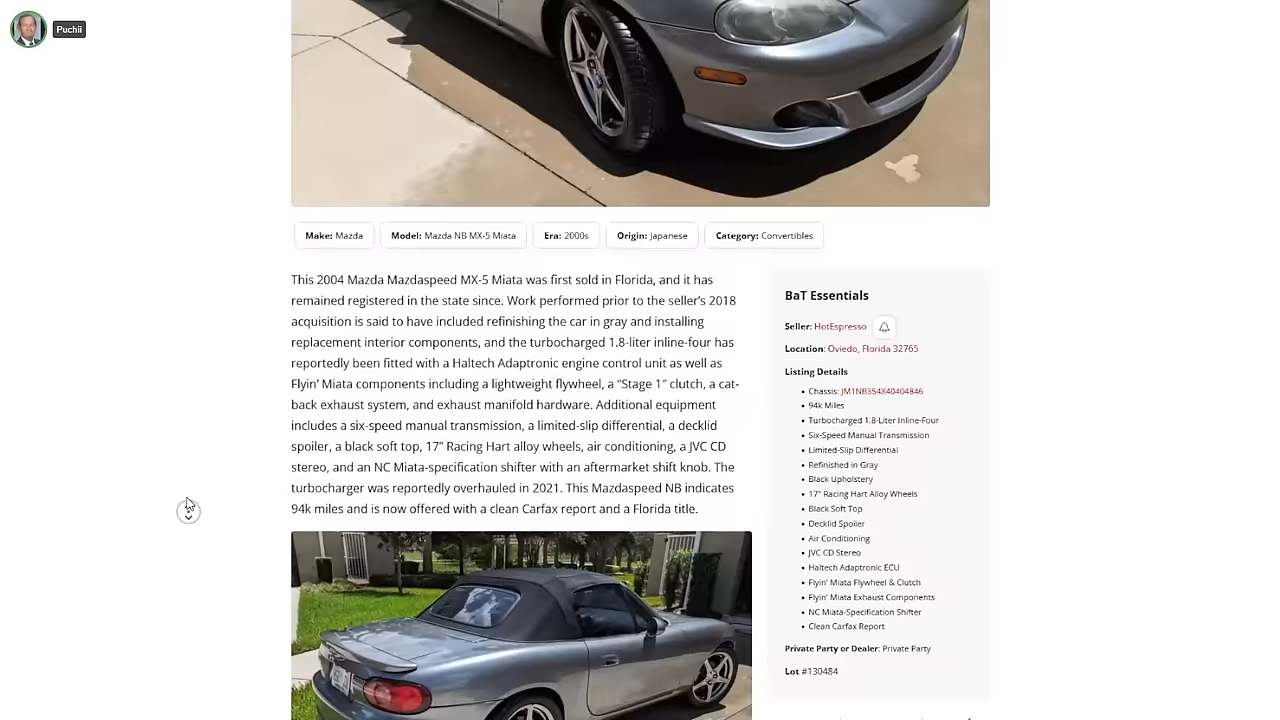 Puchii
Make: Mazda
Model: Mazda NB MX-5 Miata
Era: 2000s
Origin: Japanese
Category: Convertibles
This 2004 Mazda Mazdaspeed MX-5 Miata was first sold in Florida, and it has
remained registered in the state since. Work performed prior to the seller’s 2018
acquisition is said to have included refinishing the car in gray and installing
replacement interior components, and the turbocharged 1.8-liter inline-four has
reportedly been fitted with a Haltech Adaptronic engine control unit as well as
Flyin’ Miata components including a lightweight flywheel, a “Stage 1″ clutch, a cat-
back exhaust system, and exhaust manifold hardware. Additional equipment
includes a six-speed manual transmission, a limited-slip differential, a decklid
spoiler, a black soft top, 17″ Racing Hart alloy wheels, air conditioning, a JVC CD
stereo, and an NC Miata-specification shifter with an aftermarket shift knob. The
turbocharger was reportedly overhauled in 2021. This Mazdaspeed NB indicates
94k miles and is now offered with a clean Carfax report and a Florida title.
BaT Essentials
Seller: HotEspresso
Location: Oviedo, Florida 32765
Listing Details
• Chassis: JM1NB354X40404846
• 94k Miles
• Turbocharged 1.8-Liter Inline-Four
• Six-Speed Manual Transmission
• Limited-Slip Differential
• Refinished in Gray
• Black Upholstery
• 17" Racing Hart Alloy Wheels
• Black Soft Top
• Decklid Spoiler
• Air Conditioning
• JVC CD Stereo
• Haltech Adaptronic ECU
• Flyin' Miata Flywheel & Clutch
• Flyin' Miata Exhaust Components
• NC Miata-Specification Shifter
• Clean Carfax Report
Private Party or Dealer: Private Party
Lot #130484